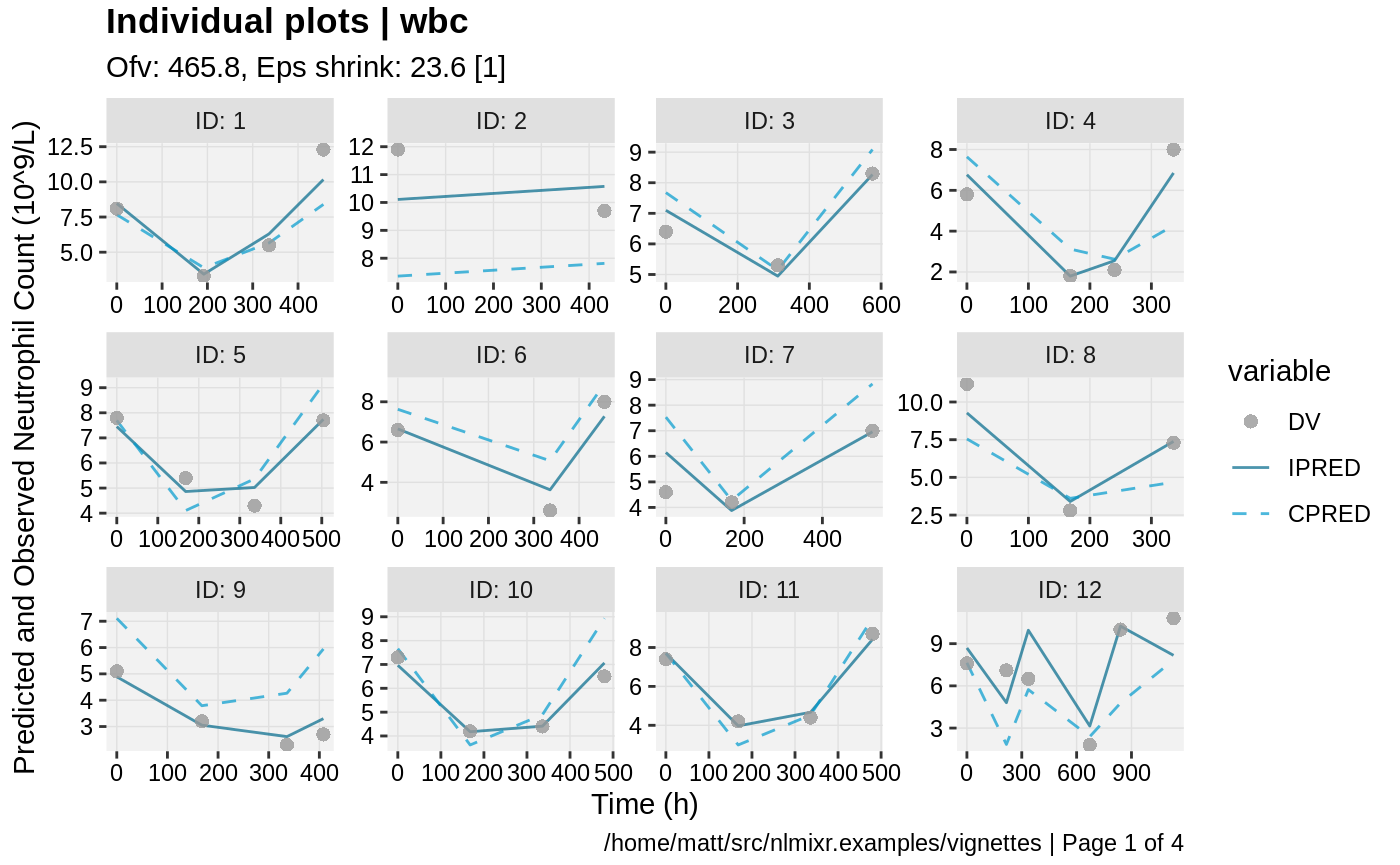 Individual plots | wbc
Ofv: 465.8, Eps shrink: 23.6 [1]
Predicted and Observed Neutrophil Count (10^9/L)
ID: 1
12.5
10.0
7.5
5.0
0 100 200 300 400
ID: 2
12
11
10
9
8
0 100 200 300 400
ID: 3
9
8
7
6
5
0 200 400 600
ID: 4
8
6
4
2
0 100 200 300
ID: 5
9
8
7
6
5
4
0 100 200 300 400 500
ID: 6
8
6
4
0 100 200 300 400
ID: 7
9
8
7
6
5
4
0 200 400
ID: 8
10.0
7.5
5.0
2.5
0 100 200 300
ID: 9
7
6
5
4
3
0 100 200 300 400
ID: 10
9
8
7
6
5
4
0 100 200 300 400 500
ID: 11
8
6
4
0 100 200 300 400 500
ID: 12
9
6
3
0 300 600 900
variable
DV
IPRED
CPRED
Time (h)
/home/matt/src/nlmixr.examples/vignettes | Page 1 of 4